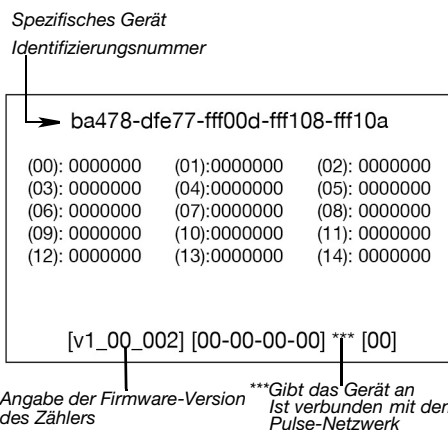 Spezifisches Gerät
Identifizierungsnummer
ba478-dfe77-fff00d-fff108-fff10a
(00): 0000000 (01):0000000 (02): 0000000
(03): 0000000 (04):0000000 (05): 0000000
(06): 0000000 (07):0000000 (08): 0000000
(09): 0000000 (10):0000000 (11): 0000000
(12): 0000000 (13):0000000 (14): 0000000
[v1_00_002] [00-00-00-00] *** [00]
Angabe der Firmware-Version
des Zählers
***Gibt das Gerät an
Ist verbunden mit dem
Pulse-Netzwerk